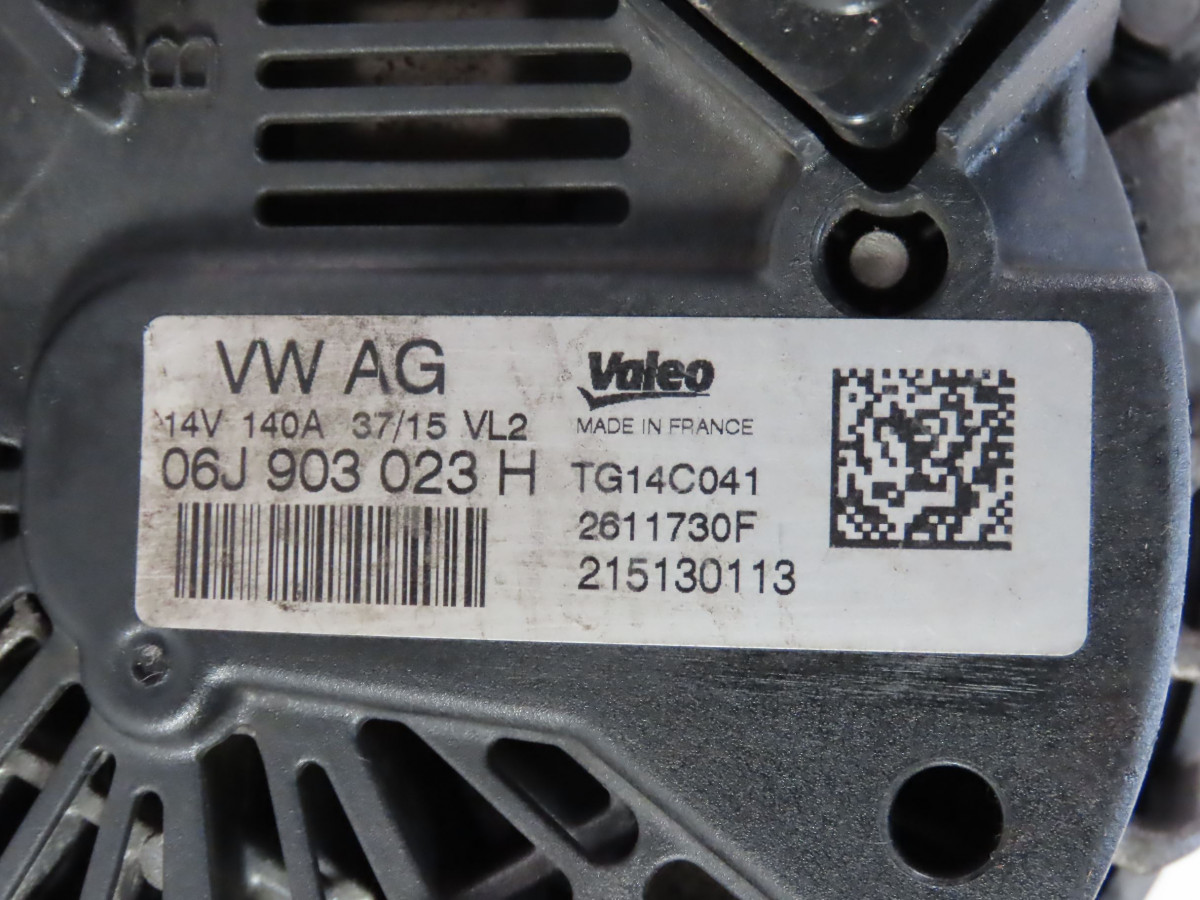 B
VW AG
14V 140A 37/15 VL2
06J 903 023 H
Valeo
MADE IN FRANCE
TG14C041
2611730F
215130113